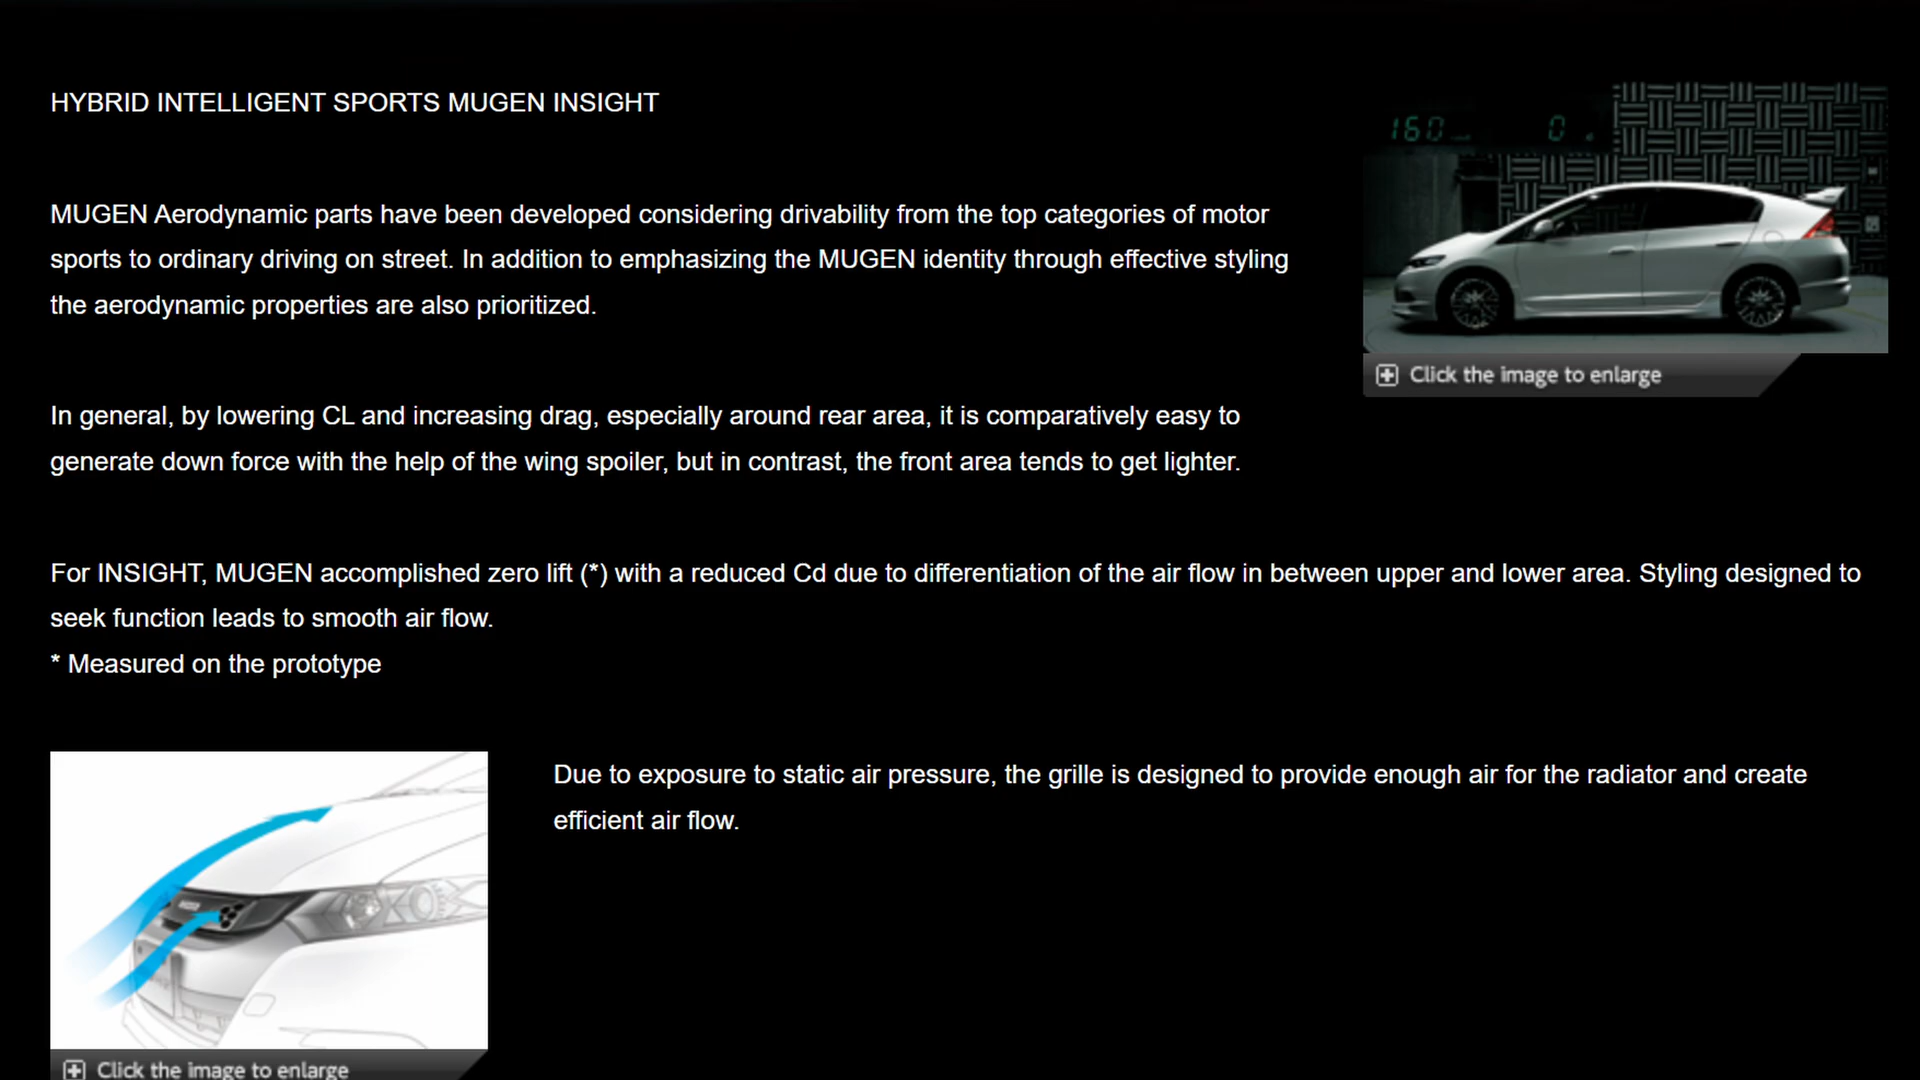 HYBRID INTELLIGENT SPORTS MUGEN INSIGHT
160 0
MUGEN Aerodynamic parts have been developed considering drivability from the top categories of motor
sports to ordinary driving on street. In addition to emphasizing the MUGEN identity through effective styling
the aerodynamic properties are also prioritized.
Click the image to enlarge
In general, by lowering CL and increasing drag, especially around rear area, it is comparatively easy to
generate down force with the help of the wing spoiler, but in contrast, the front area tends to get lighter.
For INSIGHT, MUGEN accomplished zero lift (*) with a reduced Cd due to differentiation of the air flow in between upper and lower area. Styling designed to
seek function leads to smooth air flow.
* Measured on the prototype
Due to exposure to static air pressure, the grille is designed to provide enough air for the radiator and create
efficient air flow.
Click the image to enlarge